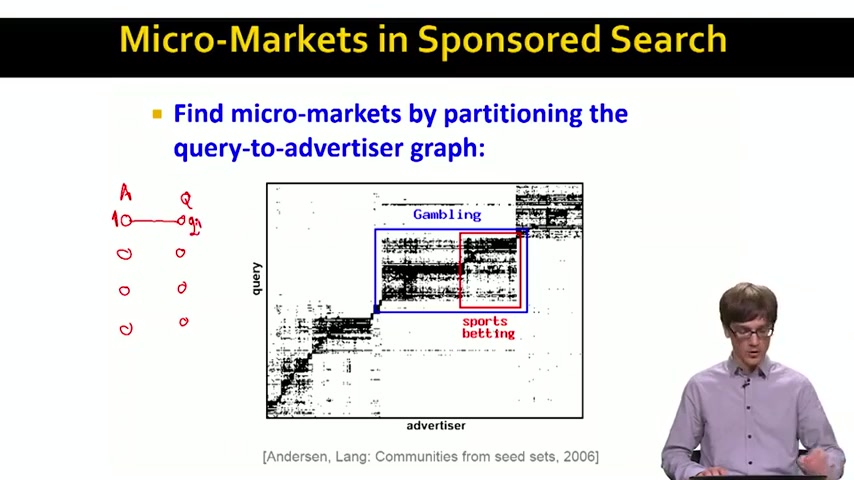 Micro-Markets in Sponsored Search
Find micro-markets by partitioning the
query-to-advertiser graph:
A Q
1
Gambling
sports
betting
query
advertiser
[Andersen, Lang: Communities from seed sets, 2006]